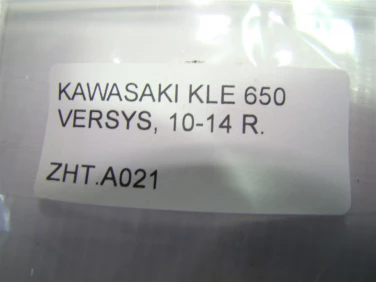 KAWASAKI KLE 650
VERSYS, 10-14 R.
ZHT.A021